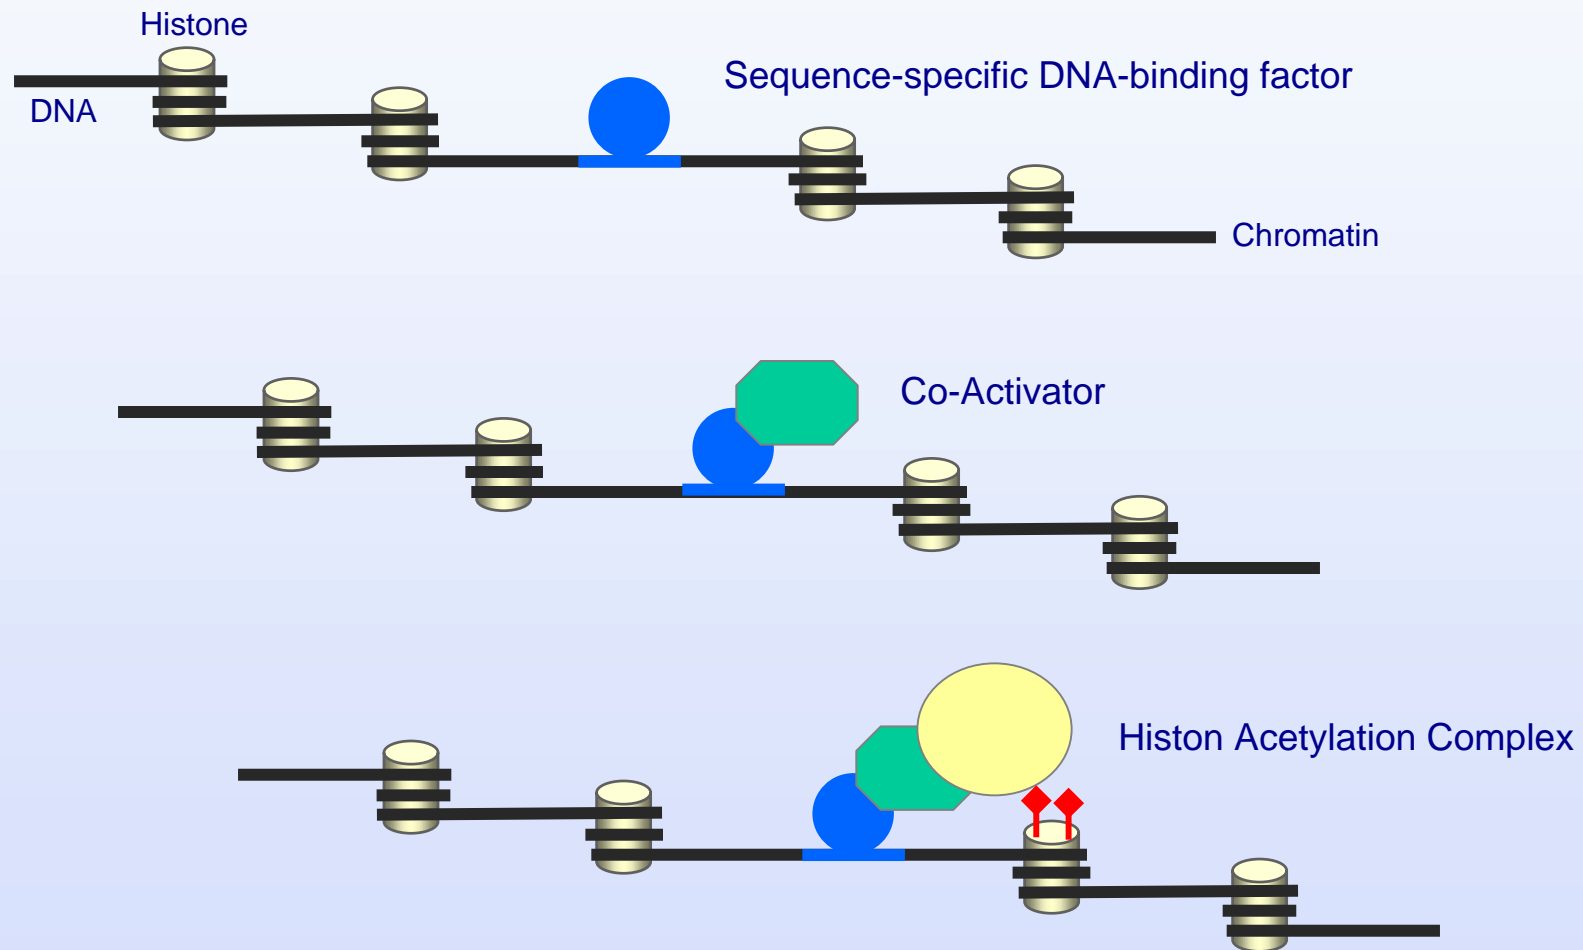 Histone
Sequence-specific DNA-binding factor
DNA
Chromatin
Co-Activator
Histon Acetylation Complex